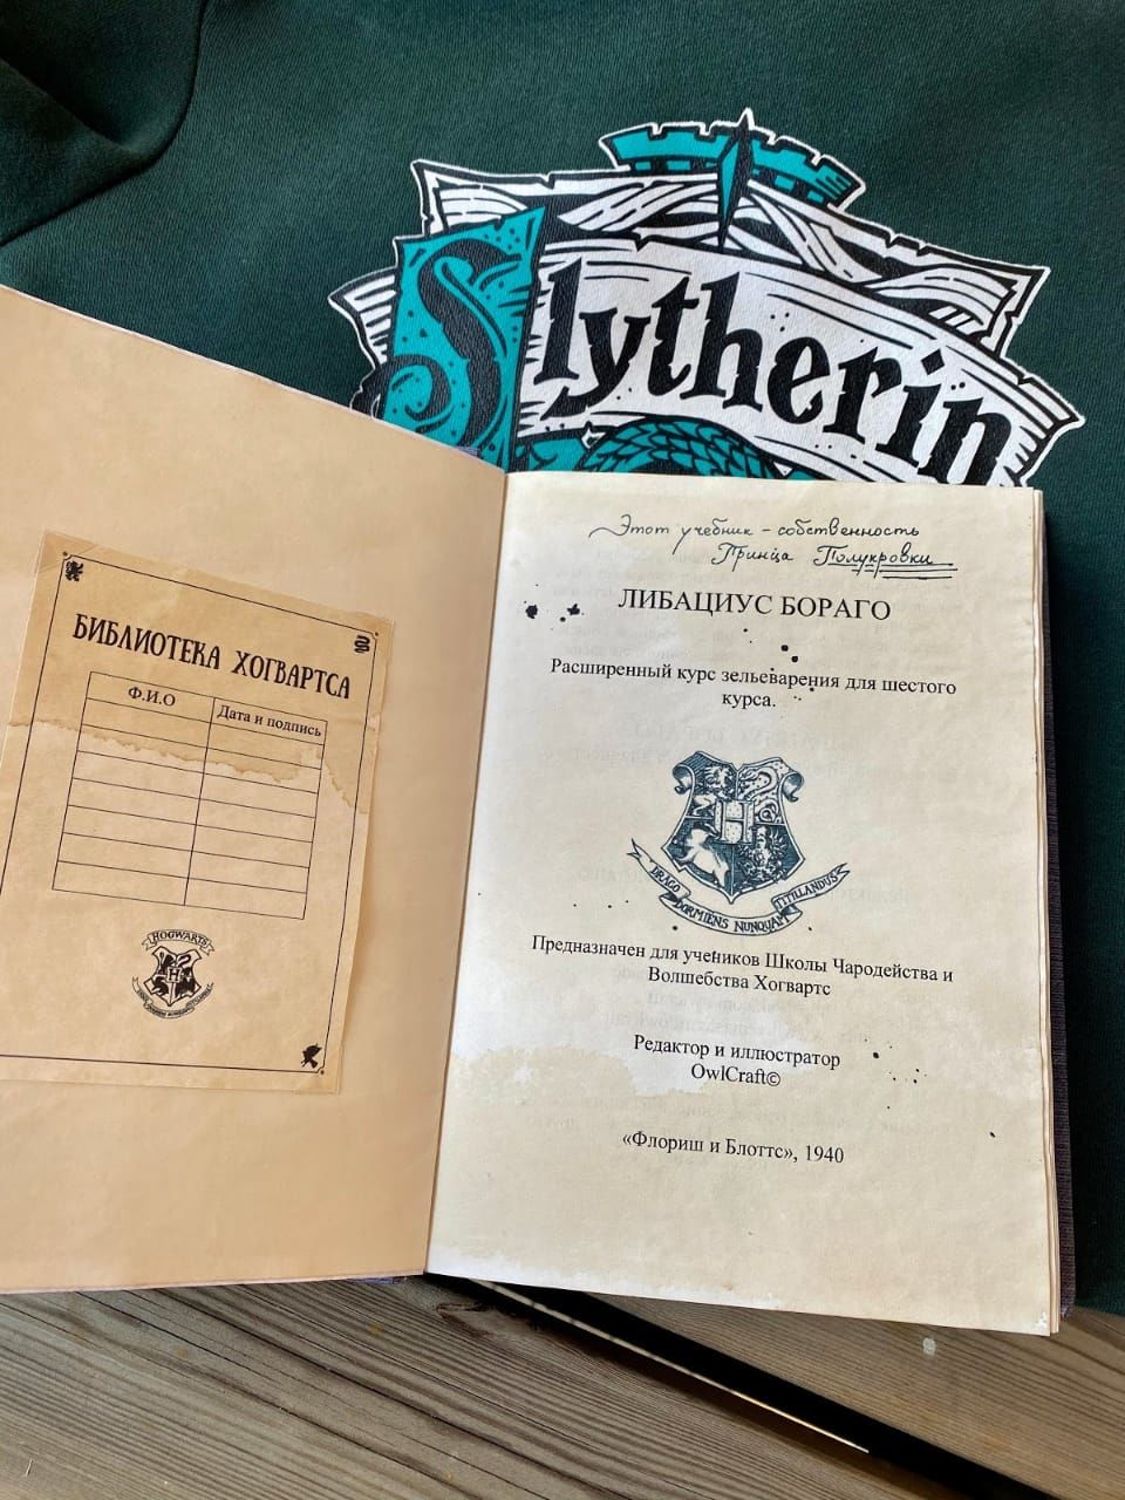 Slytherin
БИБЛИОТЕКА ХОГВАРТСА
Ф.И.О
Дата и подпись
HOGWARTS
Этот учебник - собственность
Принца Полукровки
ЛИБАЦИУС БОРАГО
Расширенный курс зельеварения для шестого
курса.
H
DRACO
DORMIENS NUNQUAM
TITILLANDUS
Предназначен для учеников Школы Чародейства и
Волшебства Хогвартс
Редактор и иллюстратор
OwlCraft©
«Флориш и Блоттс», 1940